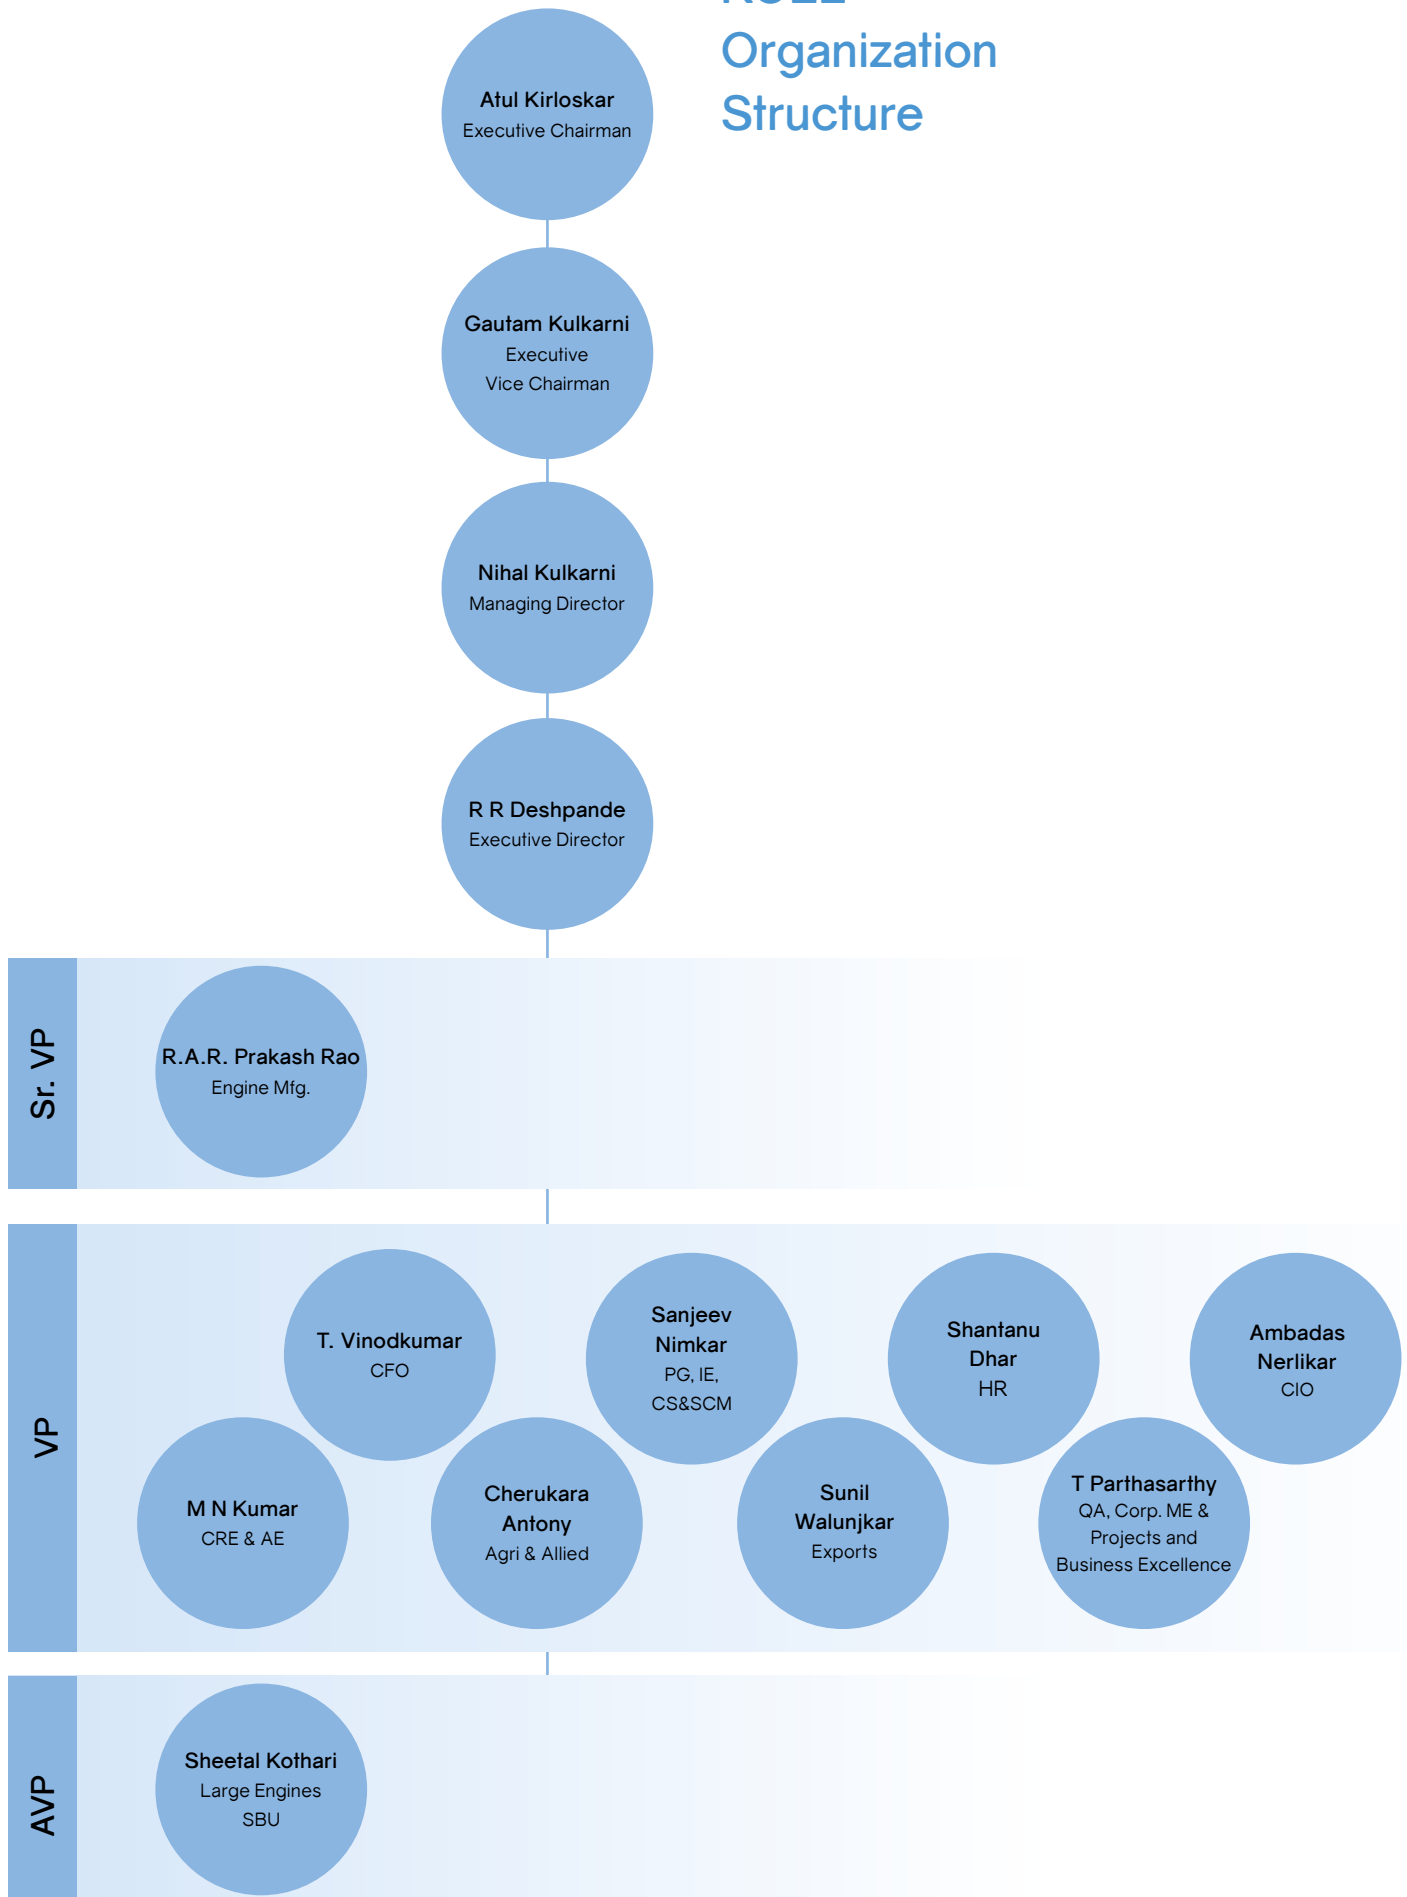 Organization
Structure
Atul Kirloskar
Executive Chairman
Gautam Kulkarni
Executive
Vice Chairman
Nihal Kulkarni
Managing Director
R R Deshpande
Executive Director
Sr. VP
R.A.R. Prakash Rao
Engine Mfg.
VP
T. Vinodkumar
CFO
Sanjeev
Nimkar
PG, IE,
CS&SCM
Shantanu
Dhar
HR
Ambadas
Nerlikar
CIO
M N Kumar
CRE & AE
Cherukara
Antony
Agri & Allied
Sunil
Walunjkar
Exports
T Parthasarthy
QA, Corp. ME &
Projects and
Business Excellence
AVP
Sheetal Kothari
Large Engines
SBU